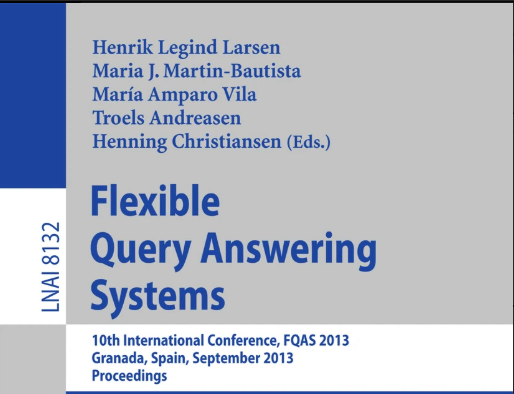 Henrik Legind Larsen
Maria J. Martin-Bautista
María Amparo Vila
Troels Andreasen
Henning Christiansen (Eds.)
LNAI 8132
Flexible
Query Answering
Systems
10th International Conference, FQAS 2013
Granada, Spain, September 2013
Proceedings